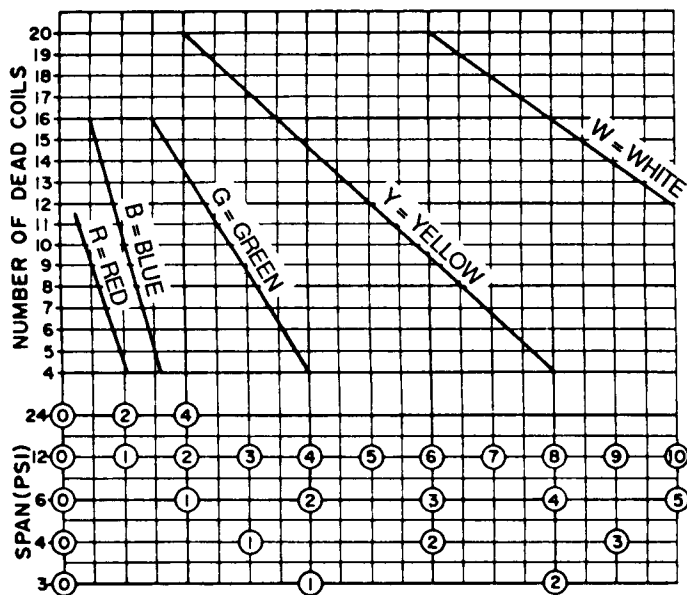 NUMBER OF DEAD COILS
20
19
18
17
16
15
14
13
12
11
10
9
8
7
6
5
4
R = RED
B = BLUE
G = GREEN
Y = YELLOW
W = WHITE
SPAN (PSI)
24 0 2 4
12 0 1 2 3 4 5 6 7 8 9 10
6 0 1 2 3 4 5
4 0 1 2 3
3 0 1 2